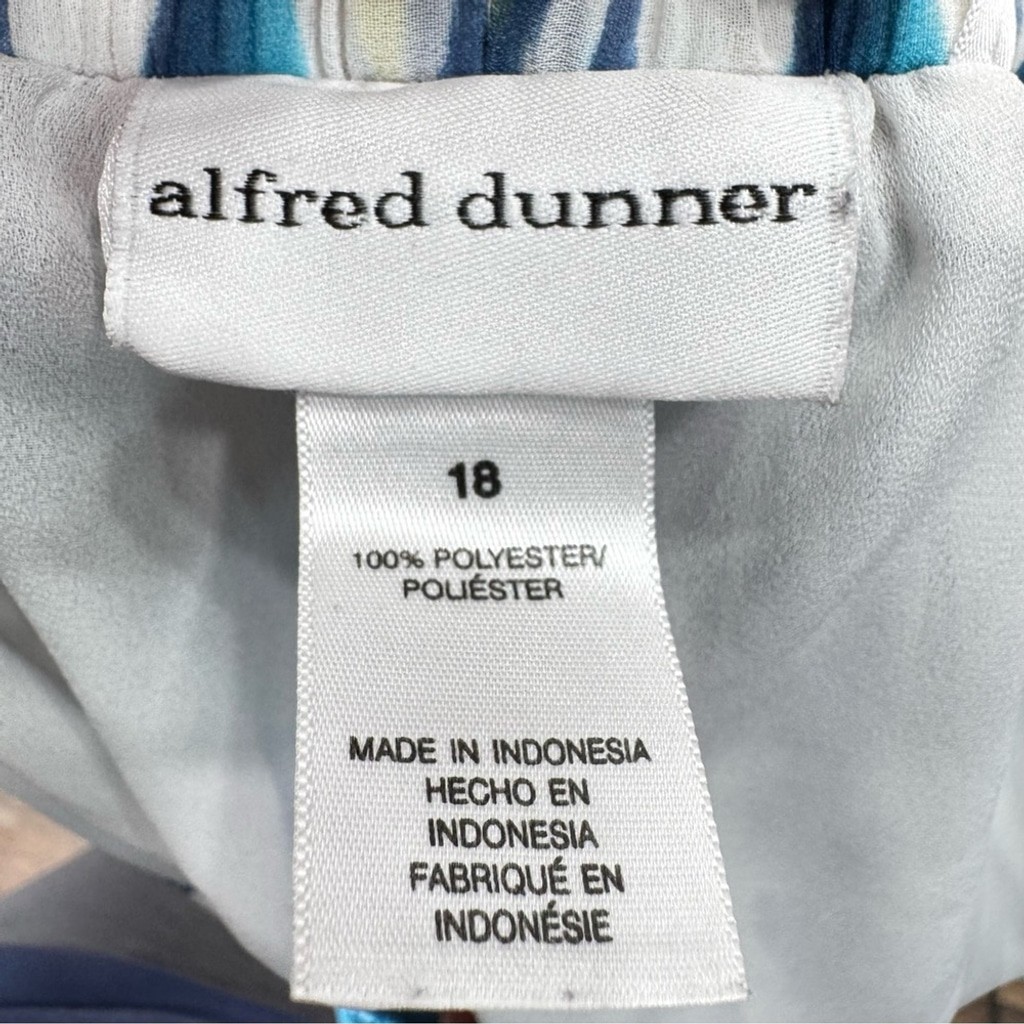 alfred dunner
18
100% POLYESTER/
POLIÉSTER
MADE IN INDONESIA
HECHO EN
INDONESIA
FABRIQUÉ EN
INDONÉSIE